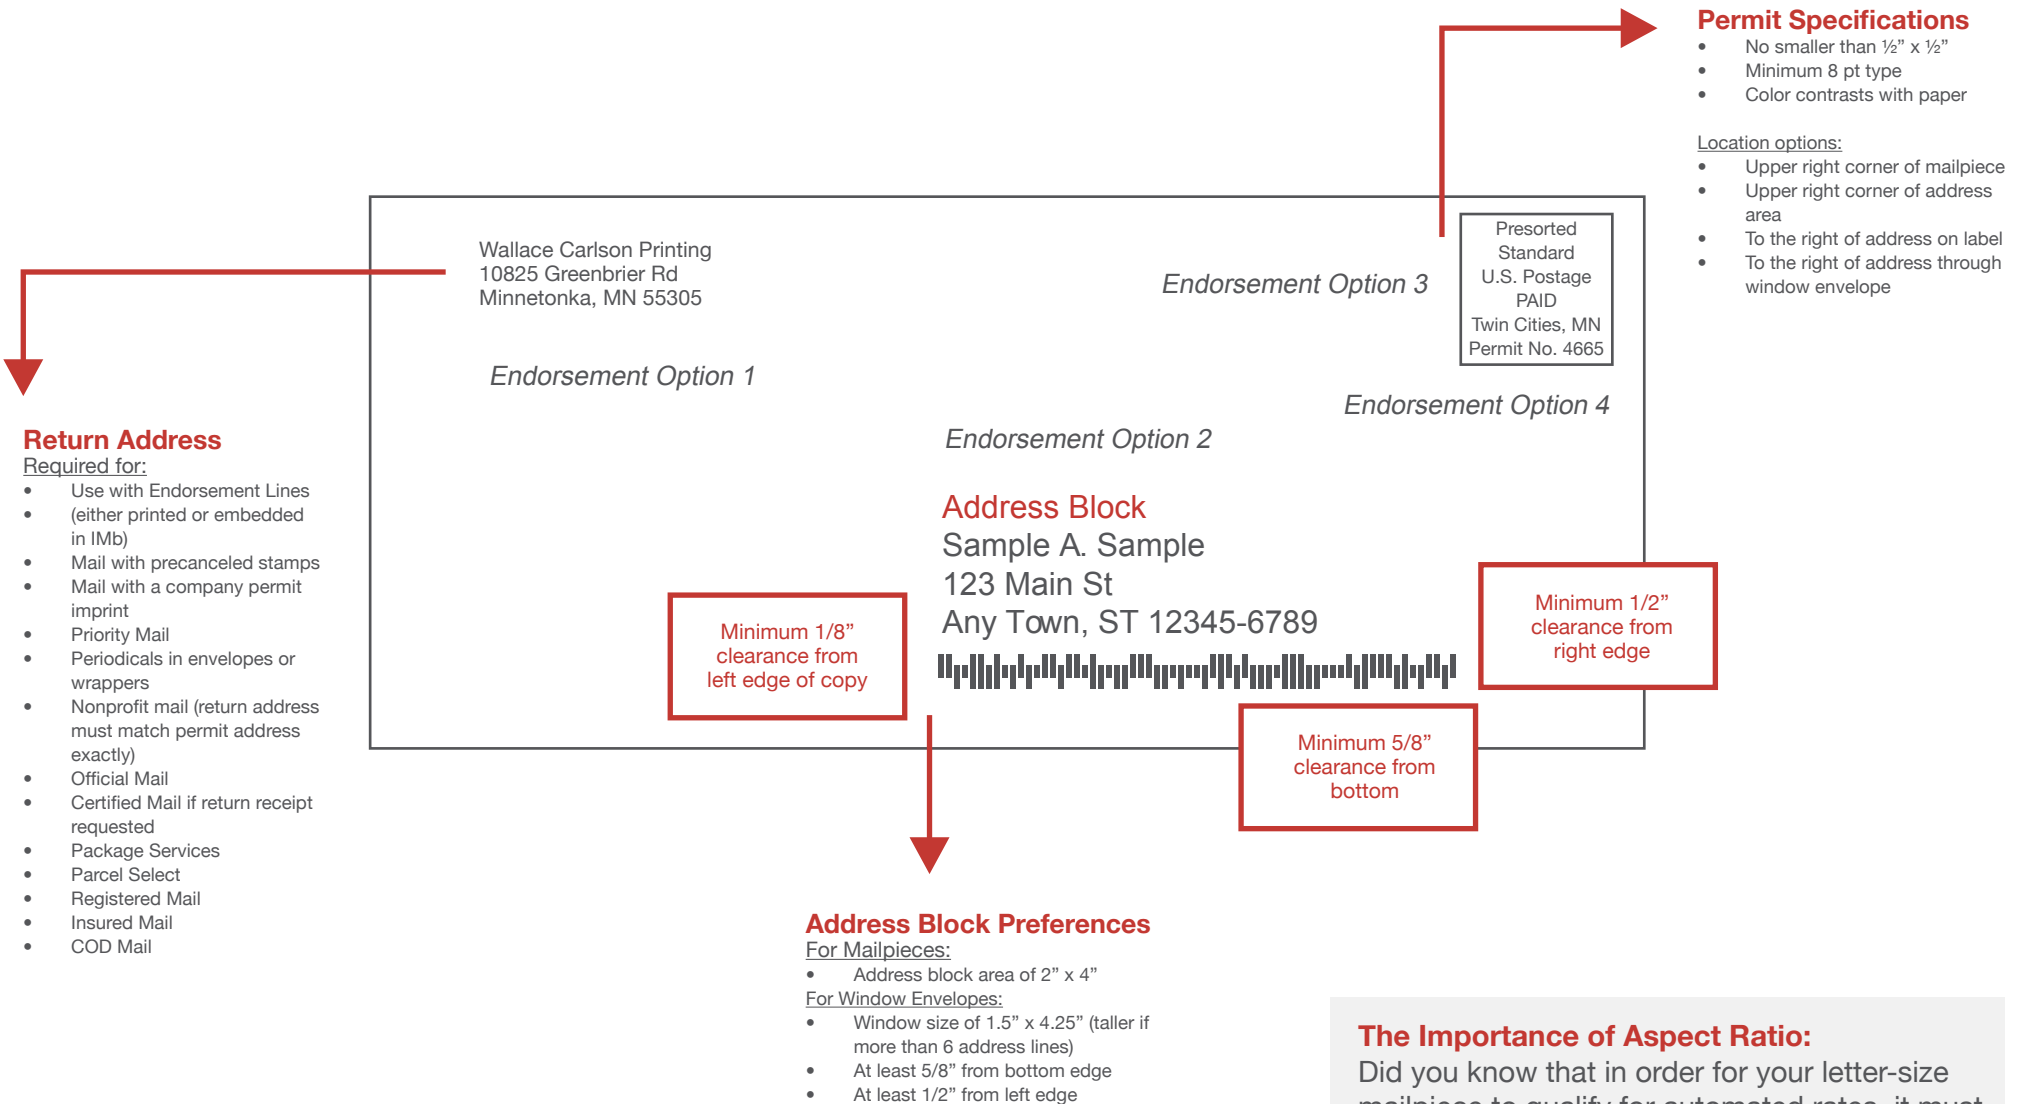 Permit Specifications
• No smaller than ½” x ½”
• Minimum 8 pt type
• Color contrasts with paper
Location options:
• Upper right corner of mailpiece
• Upper right corner of address
area
• To the right of address on label
• To the right of address through
window envelope
Wallace Carlson Printing
10825 Greenbrier Rd
Minnetonka, MN 55305
Endorsement Option 3
Presorted
Standard
U.S. Postage
PAID
Twin Cities, MN
Permit No. 4665
Endorsement Option 1
Endorsement Option 4
Endorsement Option 2
Address Block
Sample A. Sample
123 Main St
Any Town, ST 12345-6789
Minimum 1/8”
clearance from
left edge of copy
Minimum 1/2”
clearance from
right edge
Minimum 5/8”
clearance from
bottom
Return Address
Required for:
• Use with Endorsement Lines
• (either printed or embedded
in IMb)
• Mail with precanceled stamps
• Mail with a company permit
imprint
• Priority Mail
• Periodicals in envelopes or
wrappers
• Nonprofit mail (return address
must match permit address
exactly)
• Official Mail
• Certified Mail if return receipt
requested
• Package Services
• Parcel Select
• Registered Mail
• Insured Mail
• COD Mail
Address Block Preferences
For Mailpieces:
• Address block area of 2” x 4”
For Window Envelopes:
• Window size of 1.5” x 4.25” (taller if
more than 6 address lines)
• At least 5/8” from bottom edge
• At least 1/2” from left edge
The Importance of Aspect Ratio:
Did you know that in order for your letter-size
mailpiece to qualify for automated rates, it must